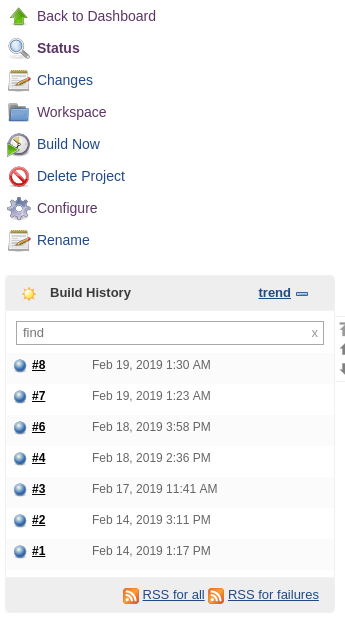 Back to Dashboard
Status
Changes
Workspace
Build Now
Delete Project
Configure
Rename
Build History trend
find x
#8 Feb 19, 2019 1:30 AM
#7 Feb 19, 2019 1:23 AM
#6 Feb 18, 2019 3:58 PM
#4 Feb 18, 2019 2:36 PM
#3 Feb 17, 2019 11:41 AM
#2 Feb 14, 2019 3:11 PM
#1 Feb 14, 2019 1:17 PM
RSS for all RSS for failures